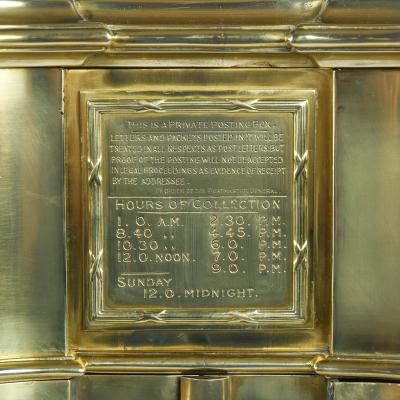 THIS IS A PRIVATE POSTING BOX.
LETTERS AND PACKETS POSTED IN IT WILL BE
TREATED IN ALL RESPECTS AS POST LETTERS, BUT
PROOF OF THE POSTING WILL NOT BE ACCEPTED
IN LEGAL PROCEEDINGS AS EVIDENCE OF RECEIPT
BY THE ADDRESSEE.
BY ORDER OF THE POSTMASTER GENERAL.
HOURS OF COLLECTION
1. 0. A.M. 2.30. P.M.
8.40 ,, 4.45. P.M.
10.30 ,, 6.0. P.M.
12.0. NOON. 7.0. P.M.
9.0. P.M.
SUNDAY
12.0. MIDNIGHT.